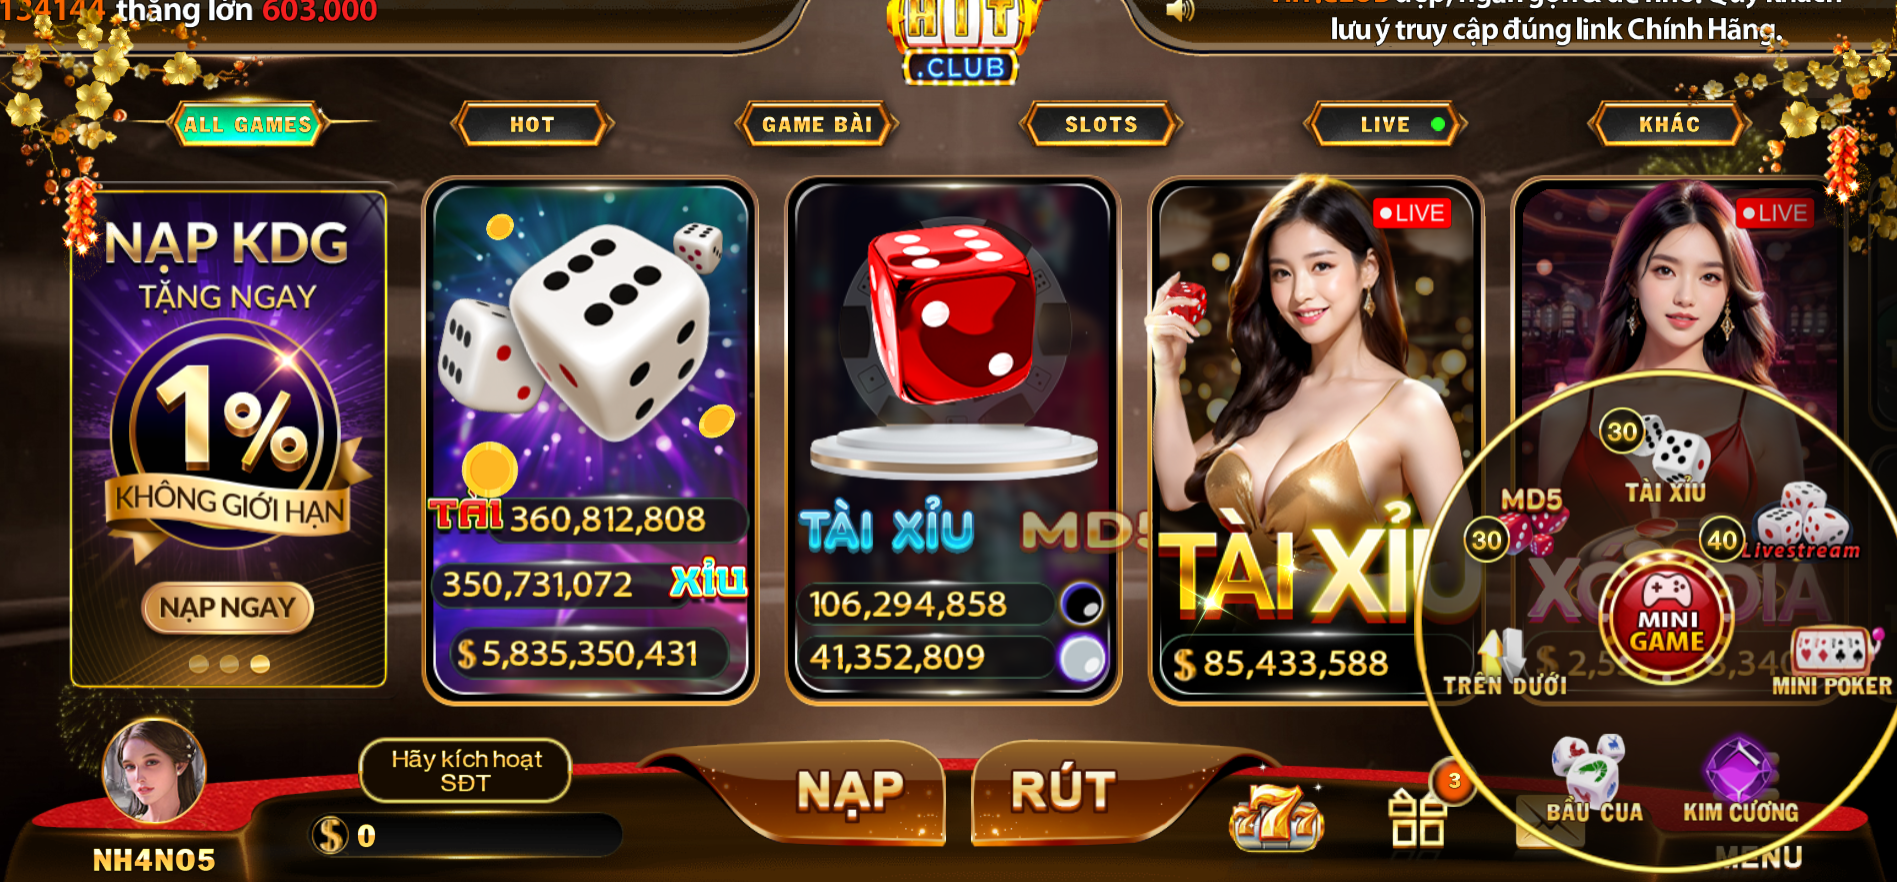 134144 thắng lớn 603.000
HIT
.CLUB
lưu ý truy cập đúng link Chính Hãng.
ALL GAMES
HOT
GAME BÀI
SLOTS
LIVE
KHÁC
NẠP KDG
TẶNG NGAY
1%
KHÔNG GIỚI HẠN
NẠP NGAY
TÀI 360,812,808
350,731,072 XỈU
$ 5,835,350,431
TÀI XỈU MD5
106,294,858
41,352,809
LIVE
TÀI XỈU
$ 85,433,588
LIVE
30
TÀI XỈU
MD5
30
40
Livestream
MINI
GAME
TRÊN DƯỚI
MINI POKER
BẦU CUA
KIM CƯƠNG
NH4NO5
Hãy kích hoạt
SĐT
$ 0
NẠP
RÚT
777
3
MENU